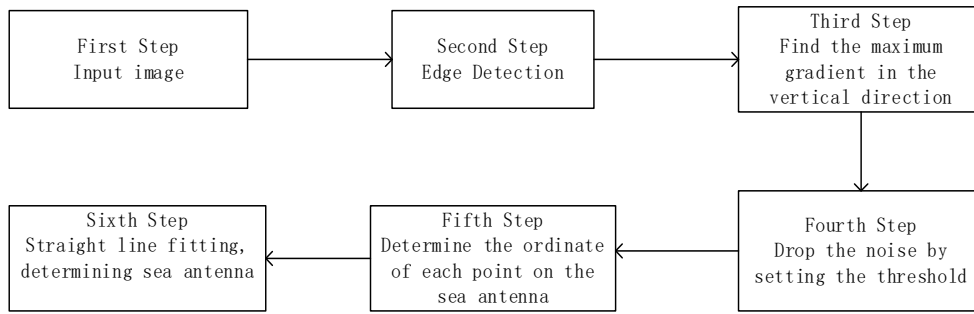 First Step
Input image
Second Step
Edge Detection
Third Step
Find the maximum
gradient in the
vertical direction
Fourth Step
Drop the noise by
setting the threshold
Fifth Step
Determine the ordinate
of each point on the
sea antenna
Sixth Step
Straight line fitting,
determining sea antenna